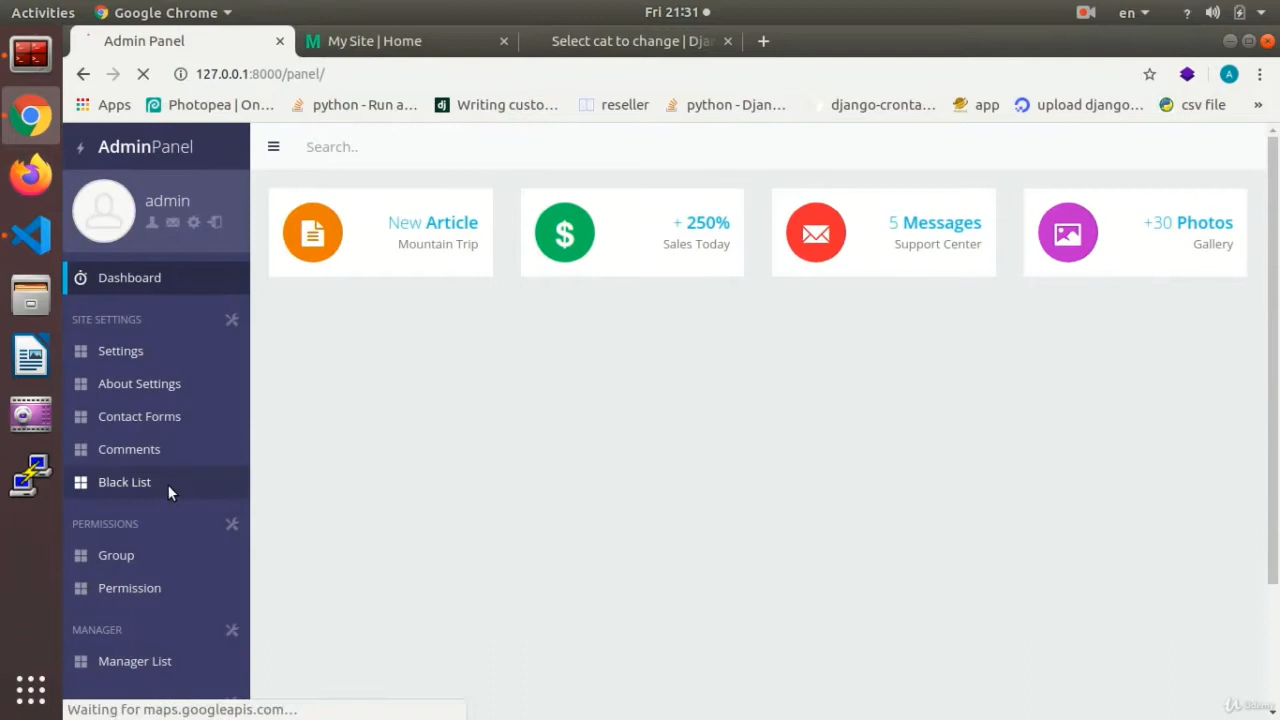 Activities
Google Chrome
Fri 21:31
en
Admin Panel
My Site | Home
Select cat to change | Dja
127.0.0.1:8000/panel/
Apps
Photopea | On...
python - Run a...
Writing custo...
reseller
python - Djan...
django-cronta...
app
upload django...
csv file
»
AdminPanel
Search..
admin
New Article
Mountain Trip
+ 250%
Sales Today
5 Messages
Support Center
+30 Photos
Gallery
Dashboard
SITE SETTINGS
Settings
About Settings
Contact Forms
Comments
Black List
PERMISSIONS
Group
Permission
MANAGER
Manager List
Waiting for maps.googleapis.com...
Udemy